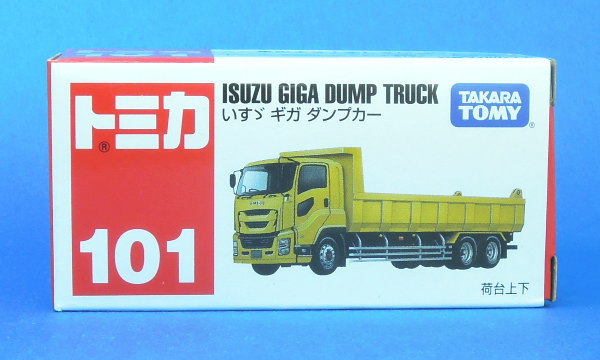 101
ISUZU GIGA DUMP TRUCK
いすゞ ギガ ダンプカー
TAKARA
TOMY®
トミカ
®
101
荷台上下